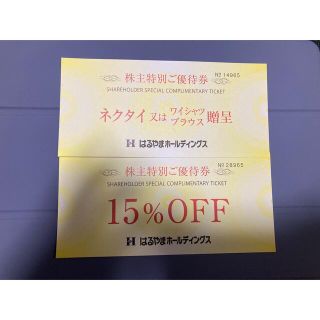 株主特別ご優待券 Nº 14965
SHAREHOLDER SPECIAL COMPLIMENTARY TICKET
ネクタイ又はワイシャツ ブラウス贈呈
はるやまホールディングス
株主特別ご優待券 Nº 28965
SHAREHOLDER SPECIAL COMPLIMENTARY TICKET
15%OFF
はるやまホールディングス